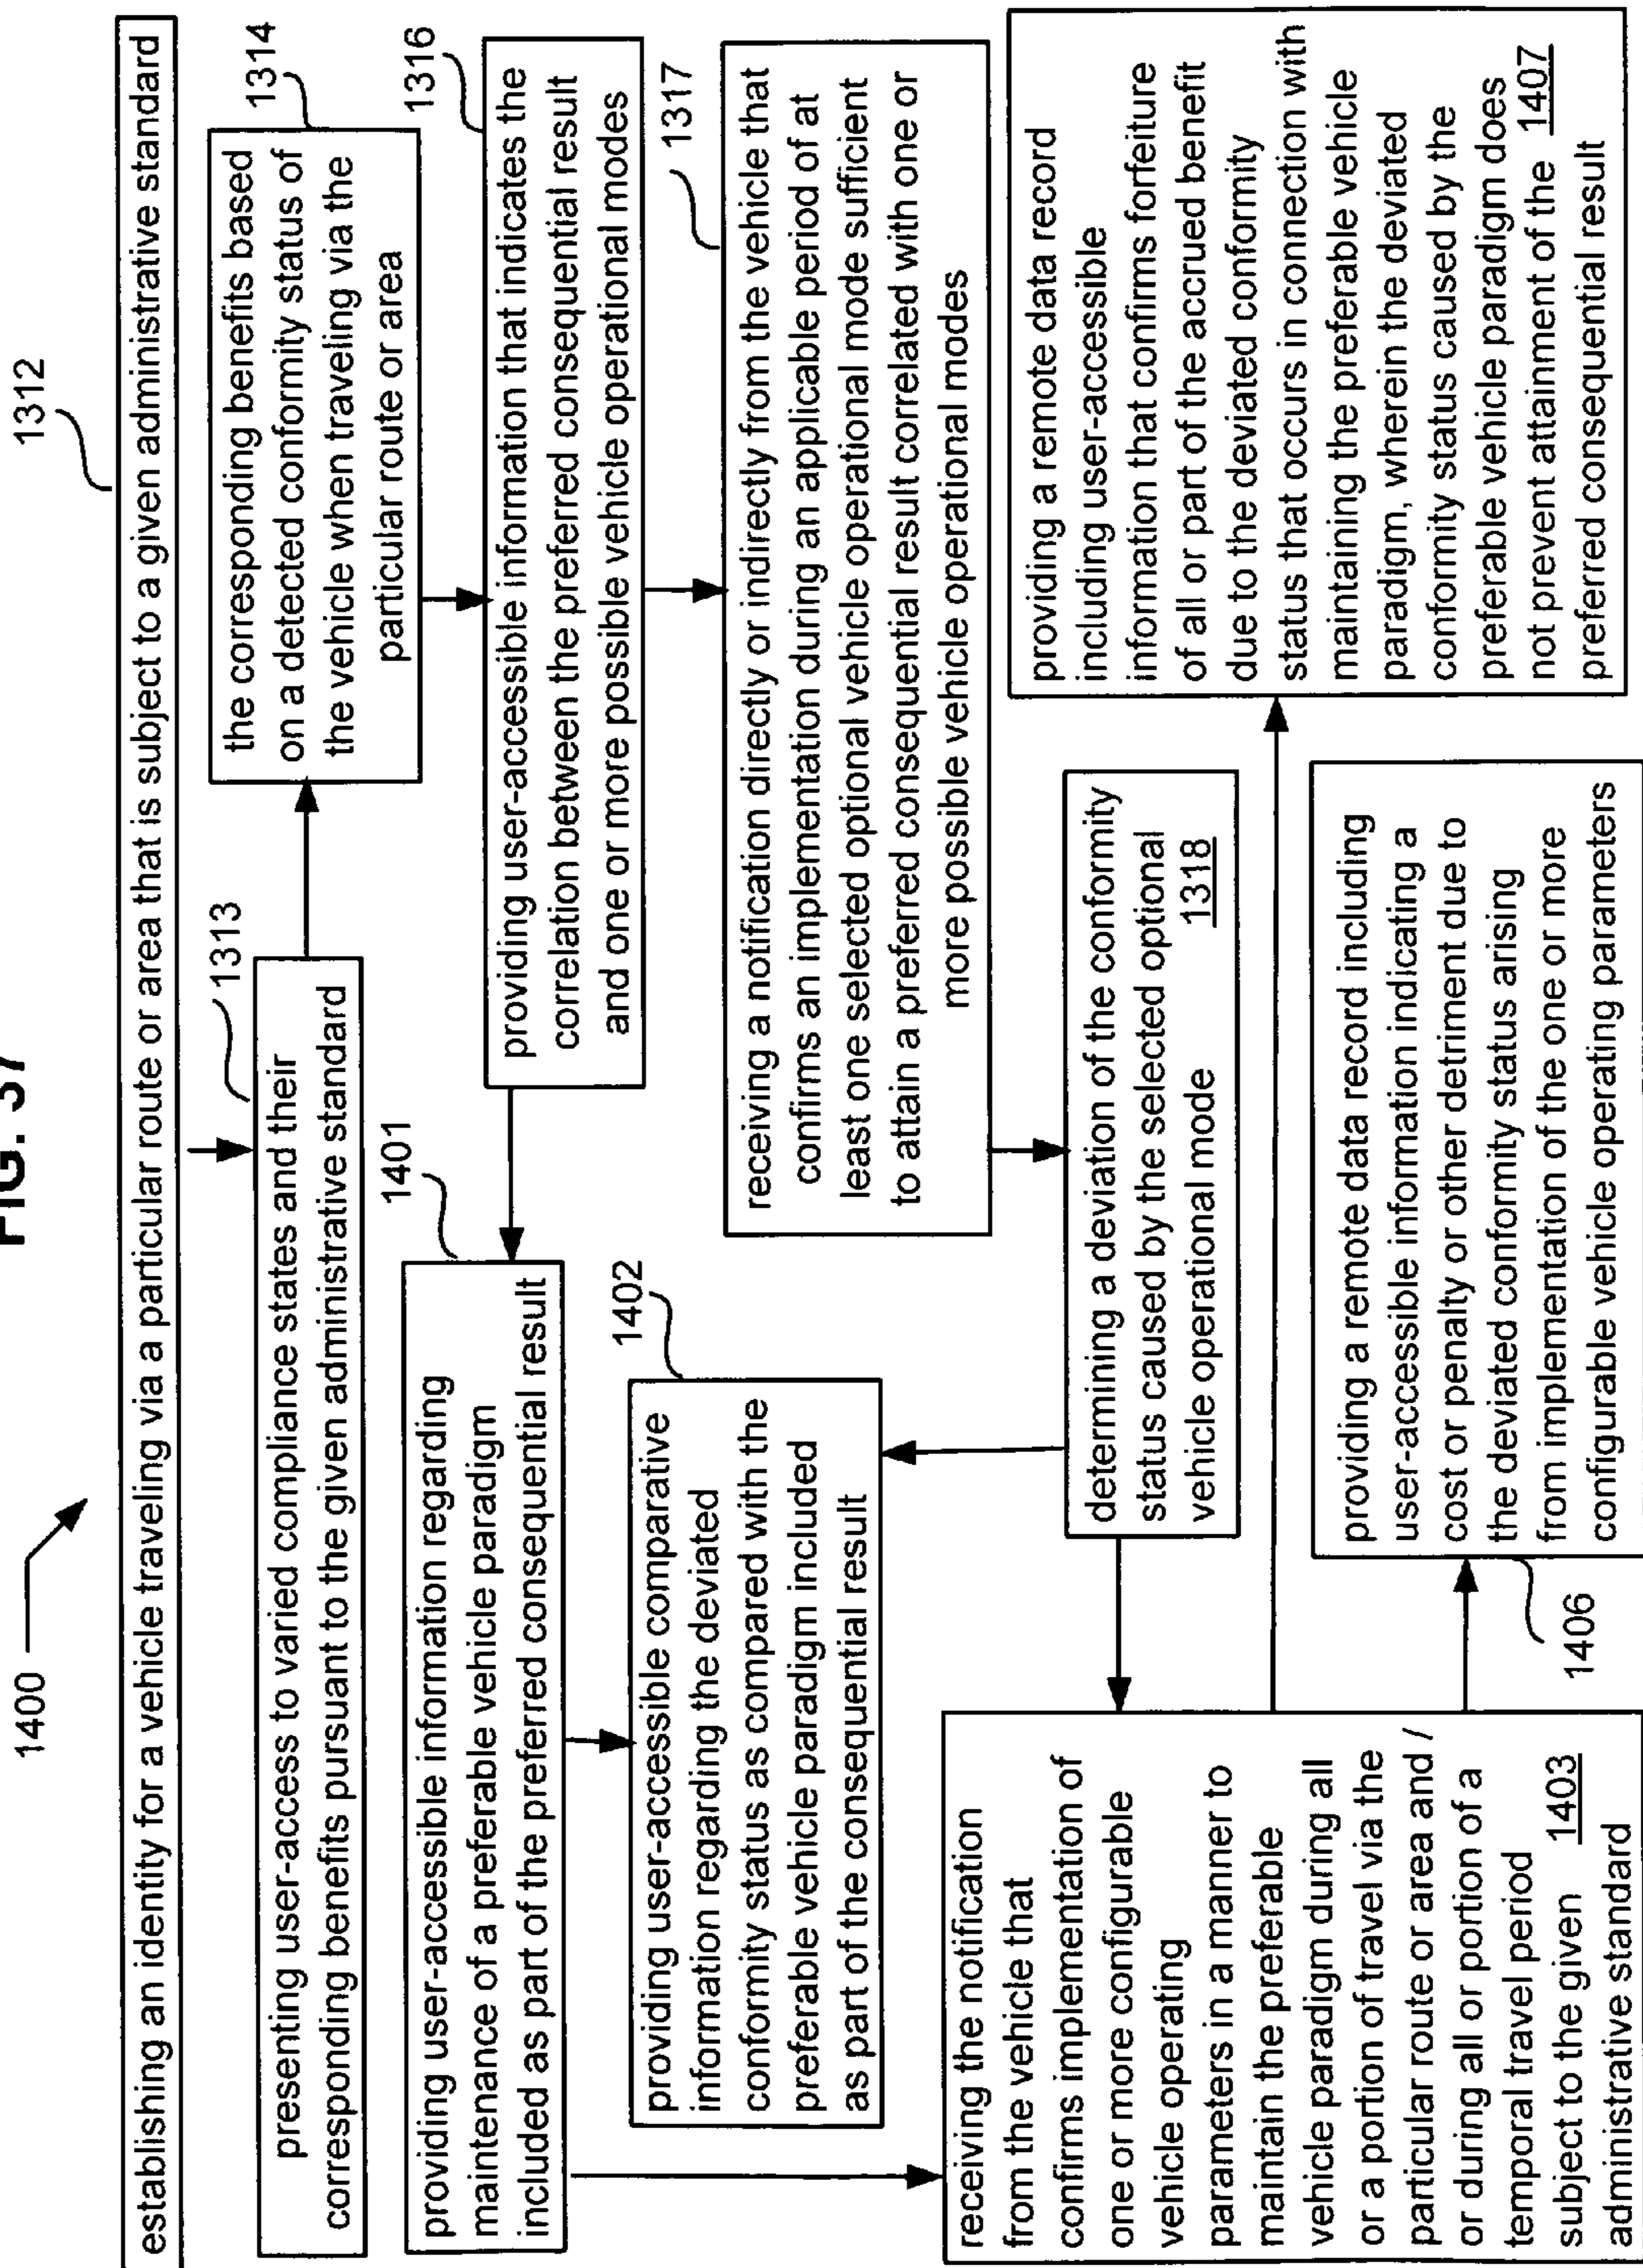 FIG. 37
1400
1312
establishing an identity for a vehicle traveling via a particular route or area that is subject to a given administrative standard
1313
presenting user-access to varied compliance states and their
corresponding benefits pursuant to the given administrative standard
1314
the corresponding benefits based
on a detected conformity status of
the vehicle when traveling via the
particular route or area
1316
providing user-accessible information that indicates the
correlation between the preferred consequential result
and one or more possible vehicle operational modes
1401
providing user-accessible information regarding
maintenance of a preferable vehicle paradigm
included as part of the preferred consequential result
1317
receiving a notification directly or indirectly from the vehicle that
confirms an implementation during an applicable period of at
least one selected optional vehicle operational mode sufficient
to attain a preferred consequential result correlated with one or
more possible vehicle operational modes
1402
providing user-accessible comparative
information regarding the deviated
conformity status as compared with the
preferable vehicle paradigm included
as part of the consequential result
determining a deviation of the conformity
status caused by the selected optional
vehicle operational mode 1318
receiving the notification
from the vehicle that
confirms implementation of
one or more configurable
vehicle operating
parameters in a manner to
maintain the preferable
vehicle paradigm during all
or a portion of travel via the
particular route or area and /
or during all or portion of a
temporal travel period
subject to the given 1403
administrative standard
1406
providing a remote data record including
user-accessible information indicating a
cost or penalty or other detriment due to
the deviated conformity status arising
from implementation of the one or more
configurable vehicle operating parameters
providing a remote data record
including user-accessible
information that confirms forfeiture
of all or part of the accrued benefit
due to the deviated conformity
status that occurs in connection with
maintaining the preferable vehicle
paradigm, wherein the deviated
conformity status caused by the
preferable vehicle paradigm does
not prevent attainment of the 1407
preferred consequential result